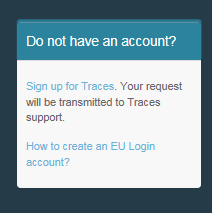 Do not have an account?
Sign up for Traces. Your request
will be transmitted to Traces
support.
How to create an EU Login
account?